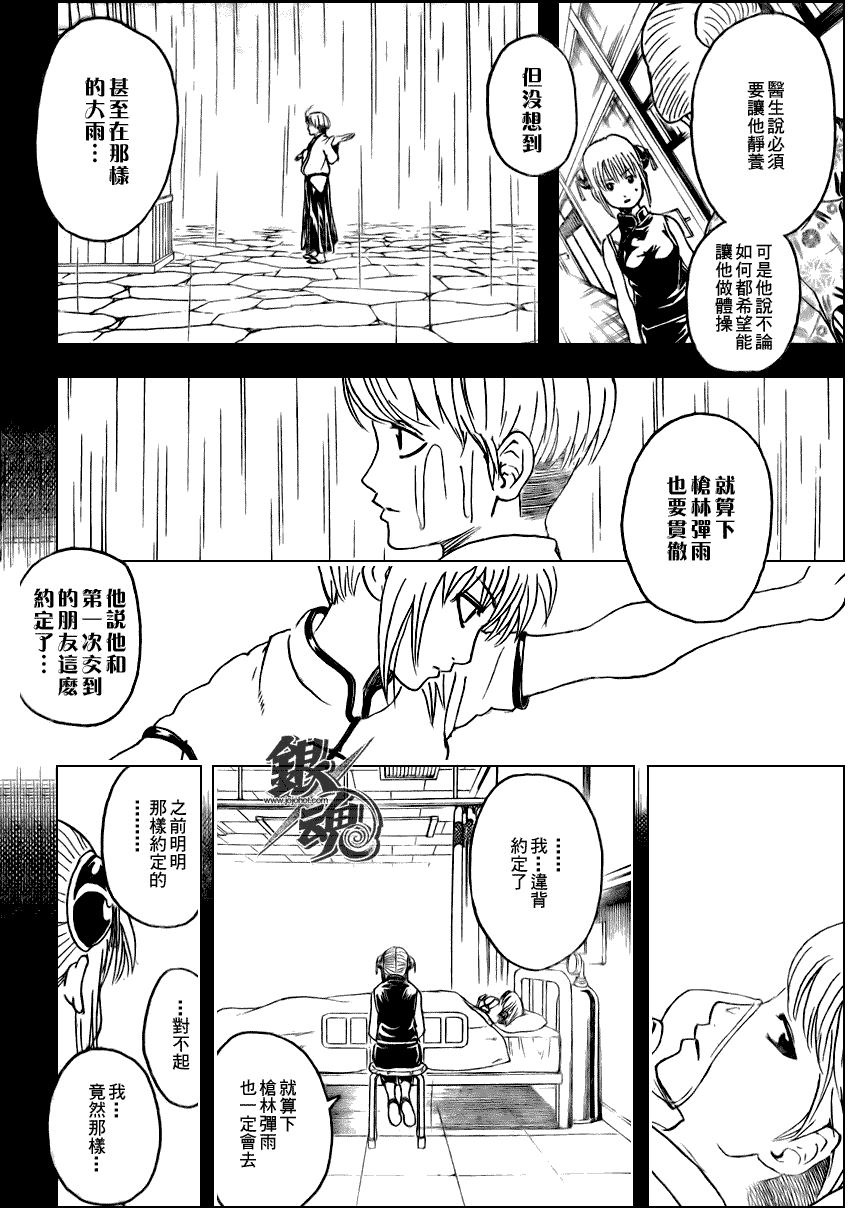 醫生說必須
要讓他靜養
可是他說不論
如何都希望能
讓他做體操
但没想到
甚至在那樣
的大雨…
就算下
槍林彈雨
也要貫徹
他説他和
第一次交到
的朋友這麼
約定了…
………
我…違背
約定了
就算下
槍林彈雨
也一定會去
之前明明
那樣約定的
………
…對不起
我…
竟然那樣…
銀魂
www.jojohot.com